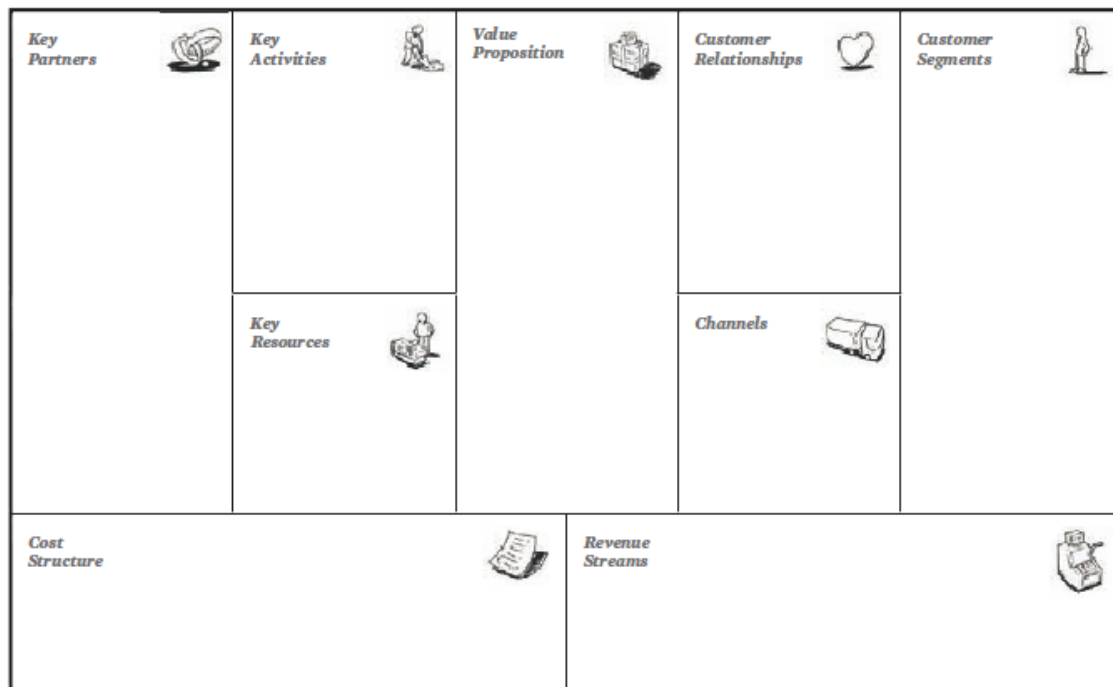 Key
Partners
Key
Activities
Value
Proposition
Customer
Relationships
Customer
Segments
Key
Resources
Channels
Cost
Structure
Revenue
Streams